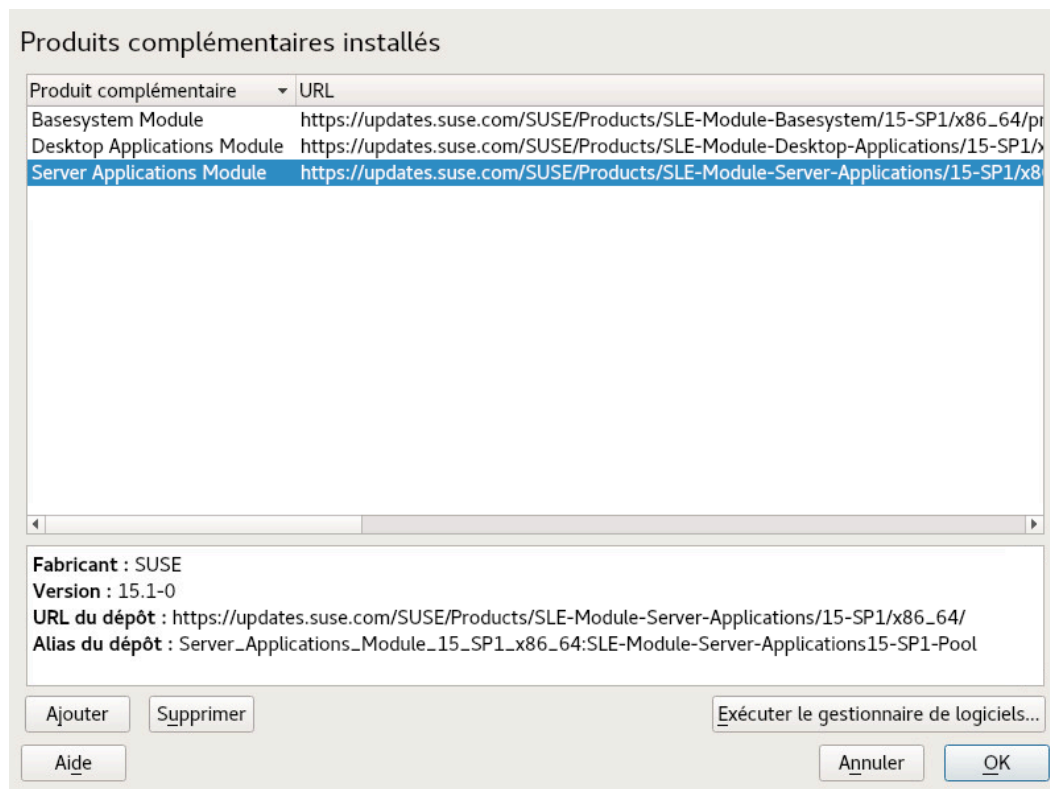 Produits complémentaires installés
Produit complémentaire URL
Basesystem Module https://updates.suse.com/SUSE/Products/SLE-Module-Basesystem/15-SP1/x86_64/pr
Desktop Applications Module https://updates.suse.com/SUSE/Products/SLE-Module-Desktop-Applications/15-SP1/x
Server Applications Module https://updates.suse.com/SUSE/Products/SLE-Module-Server-Applications/15-SP1/x8
Fabricant : SUSE
Version : 15.1-0
URL du dépôt : https://updates.suse.com/SUSE/Products/SLE-Module-Server-Applications/15-SP1/x86_64/
Alias du dépôt : Server_Applications_Module_15_SP1_x86_64:SLE-Module-Server-Applications15-SP1-Pool
Ajouter Supprimer Exécuter le gestionnaire de logiciels...
Aide Annuler OK